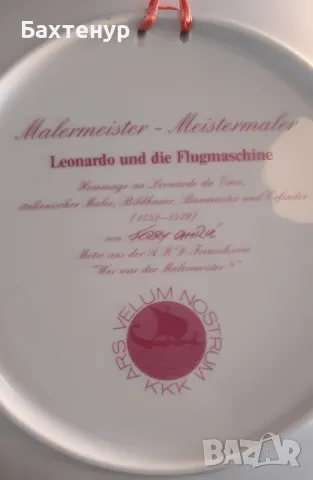 Бахтенур
Malermeister - Meistermaler
Leonardo und die Flugmaschine
Hommage an Leonardo da Vinci,
italienischer Maler, Bildhauer, Baumeister und Erfinder
(1452-1519)
von
Motiv aus der ARD-Fernsehserie
"Wer war der Malermeister?"
ARS VELUM NOSTRUM
KKK
bazar